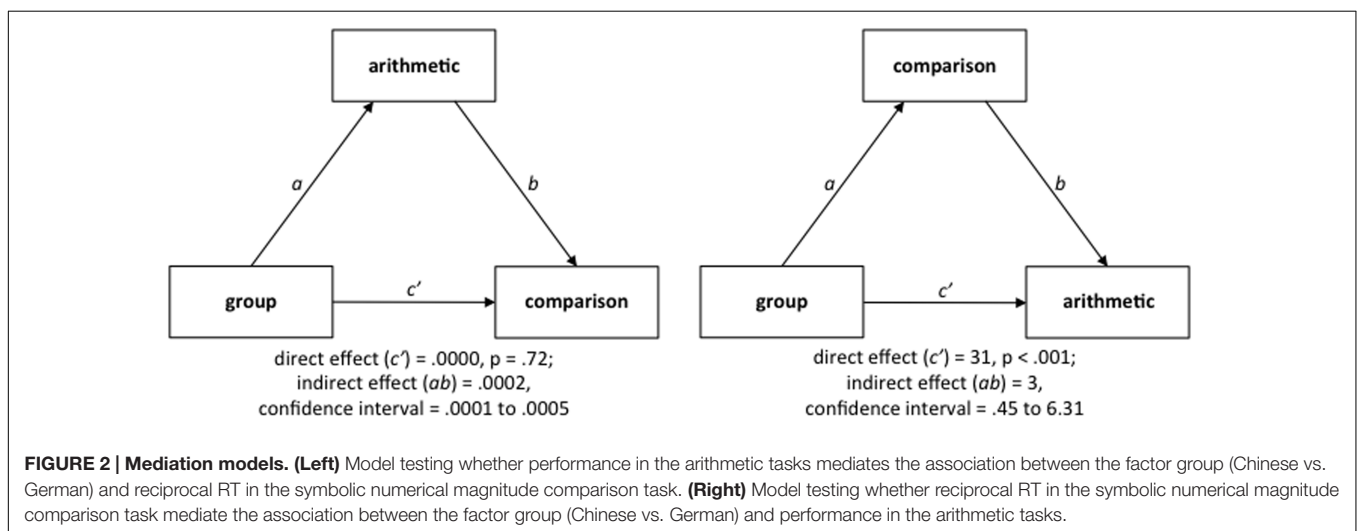 arithmetic
a
b
group
c′
comparison
direct effect (c′) = .0000, p = .72;
indirect effect (ab) = .0002,
confidence interval = .0001 to .0005
comparison
a
b
group
c′
arithmetic
direct effect (c′) = 31, p < .001;
indirect effect (ab) = 3,
confidence interval = .45 to 6.31
FIGURE 2 | Mediation models. (Left) Model testing whether performance in the arithmetic tasks mediates the association between the factor group (Chinese vs.
German) and reciprocal RT in the symbolic numerical magnitude comparison task. (Right) Model testing whether reciprocal RT in the symbolic numerical magnitude
comparison task mediate the association between the factor group (Chinese vs. German) and performance in the arithmetic tasks.